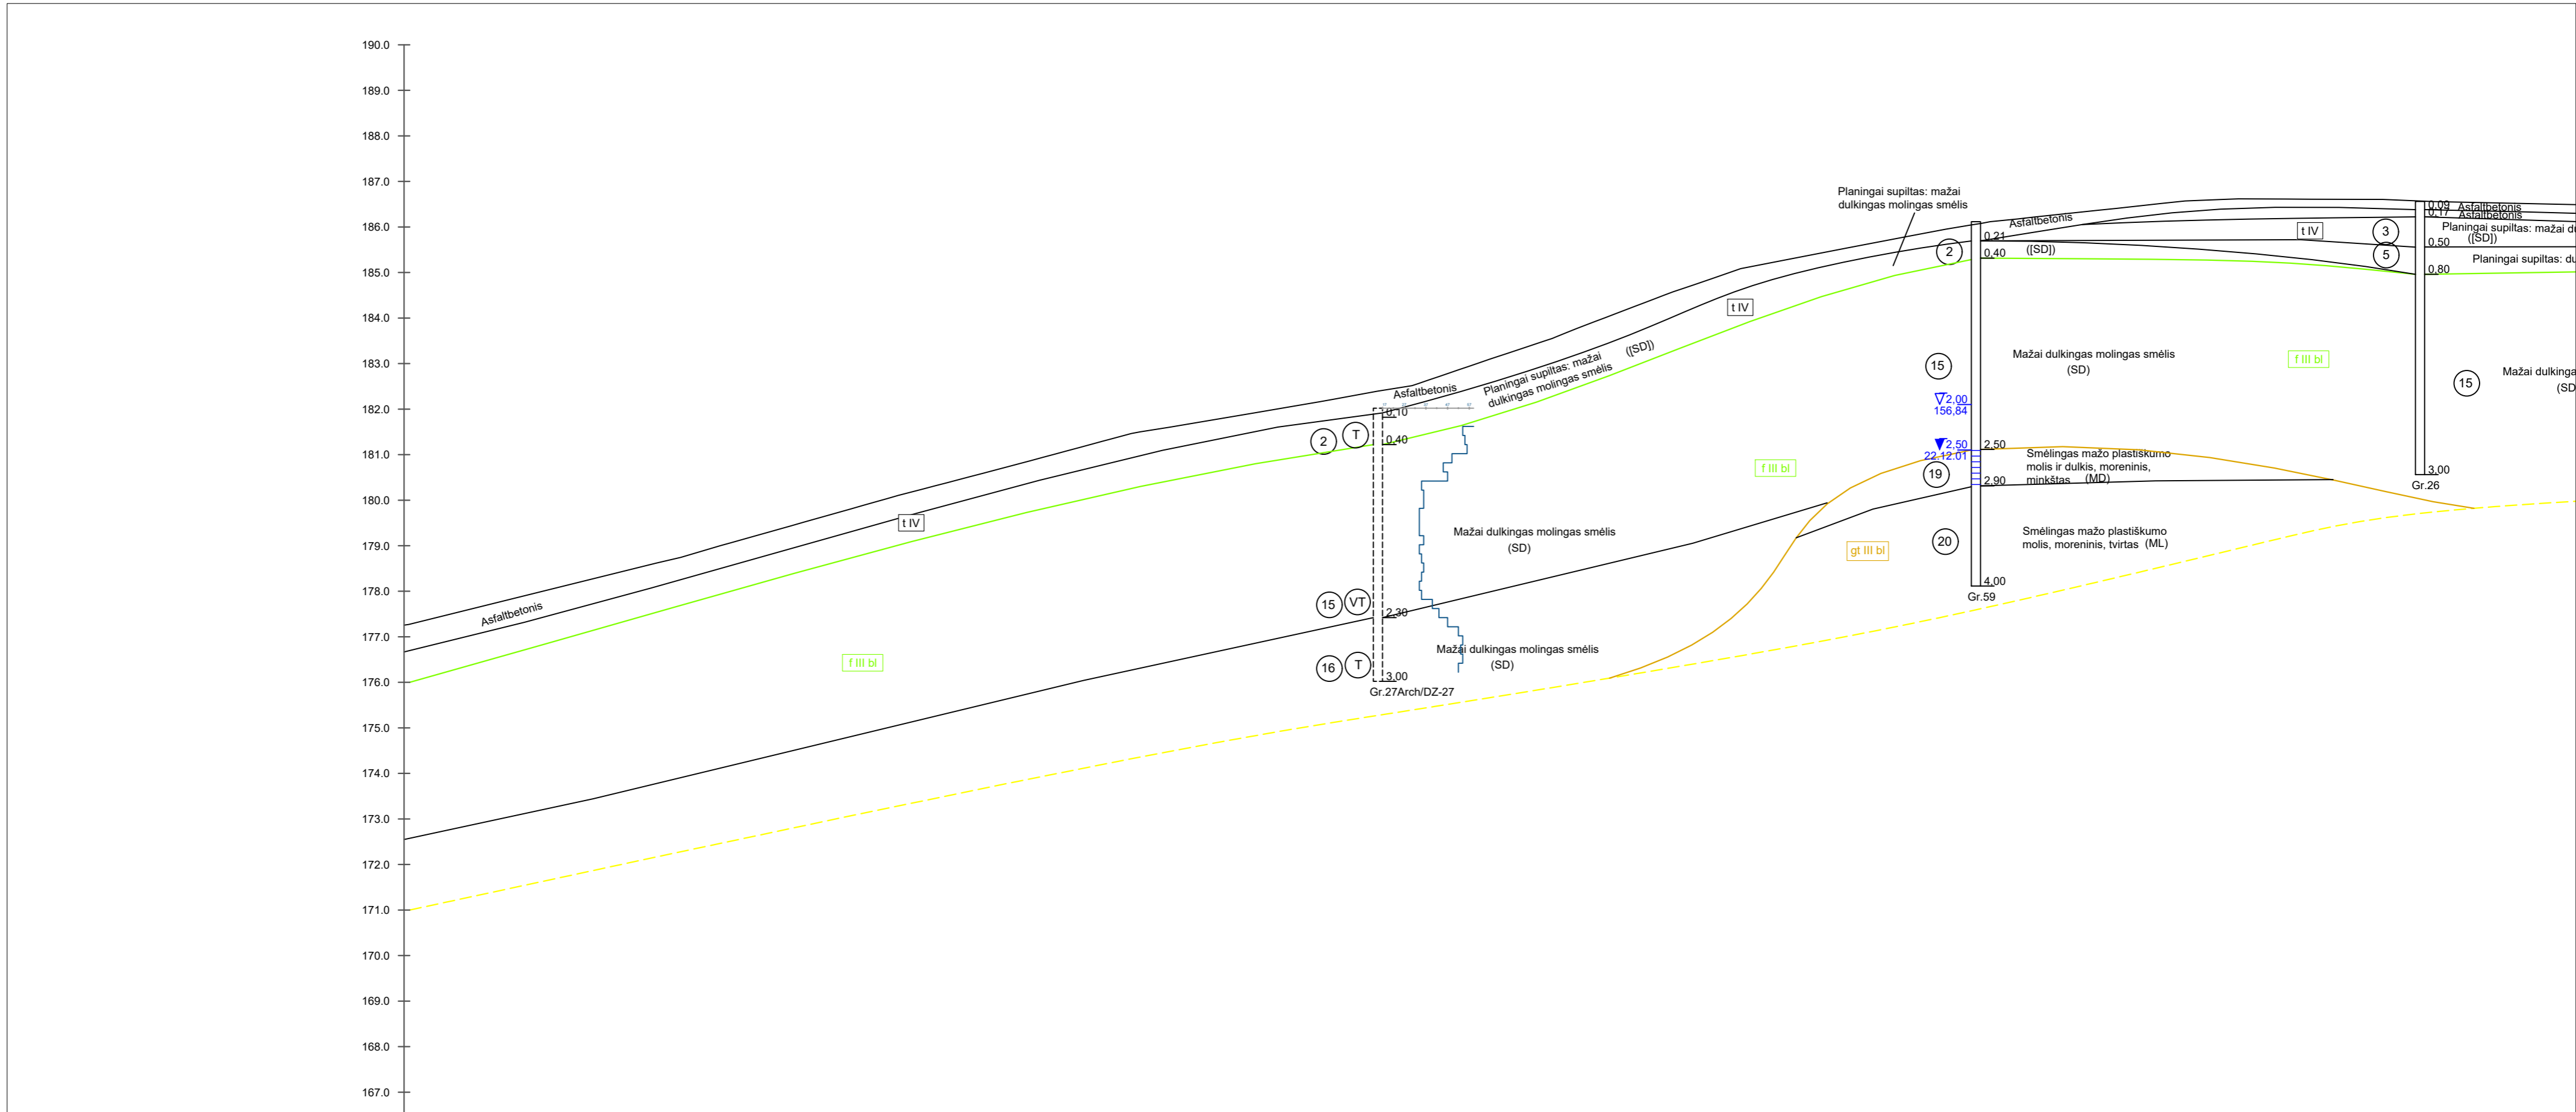 190.0
189.0
188.0
187.0
186.0
185.0
184.0
183.0
182.0
181.0
180.0
179.0
178.0
177.0
176.0
175.0
174.0
173.0
172.0
171.0
170.0
169.0
168.0
167.0
Asfaltbetonis
t IV
f III bl
2
T
0,10
0,40
15
VT
2,30
16
T
3,00
Gr.27Arch/DZ-27
Asfaltbetonis
Planingai supiltas: mažai
dulkingas molingas smėlis
([SD])
Mažai dulkingas molingas smėlis
(SD)
Mažai dulkingas molingas smėlis
(SD)
t IV
f III bl
gt III bl
Planingai supiltas: mažai
dulkingas molingas smėlis
2
Asfaltbetonis
0,21
0,40
([SD])
15
Mažai dulkingas molingas smėlis
(SD)
2,00
156,84
2,50
22.12.01
2,50
19
Smėlingas mažo plastiškumo
molis ir dulkis, moreninis,
minkštas (MD)
2,90
20
Smėlingas mažo plastiškumo
molis, moreninis, tvirtas (ML)
4,00
Gr.59
t IV
f III bl
3
5
0,09
Asfaltbetonis
0,17
Asfaltbetonis
Planingai supiltas: mažai
([SD])
0,50
Planingai supiltas:
0,80
15
Mažai
3,00
Gr.26